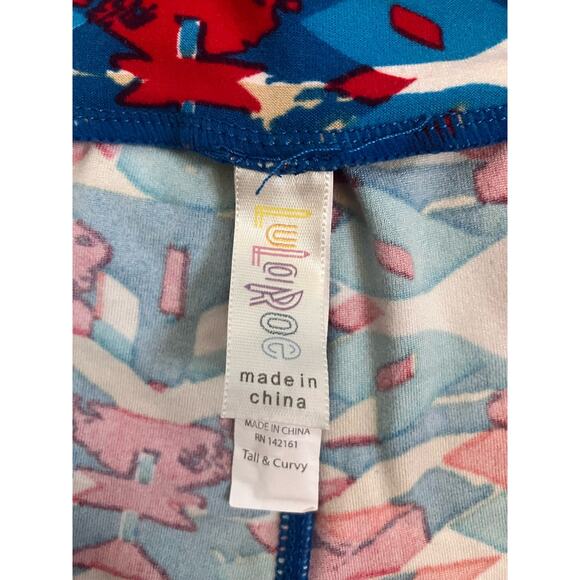 LuLaRoe
made in
china
MADE IN CHINA
RN 142161
Tall & Curvy